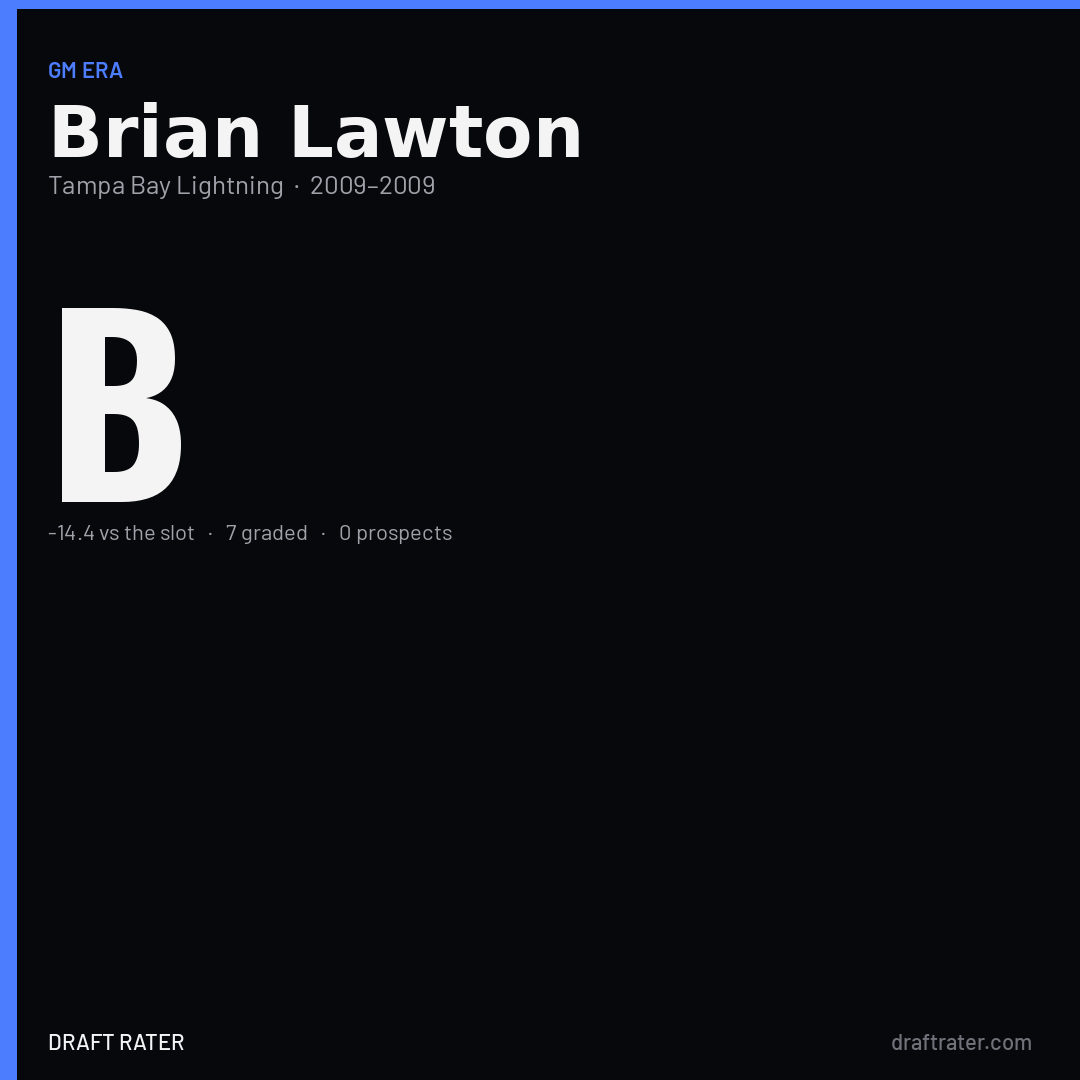 GM ERA
Brian Lawton
Tampa Bay Lightning · 2009–2009
B
-14.4 vs the slot · 7 graded · 0 prospects
DRAFT RATER
draftrater.com